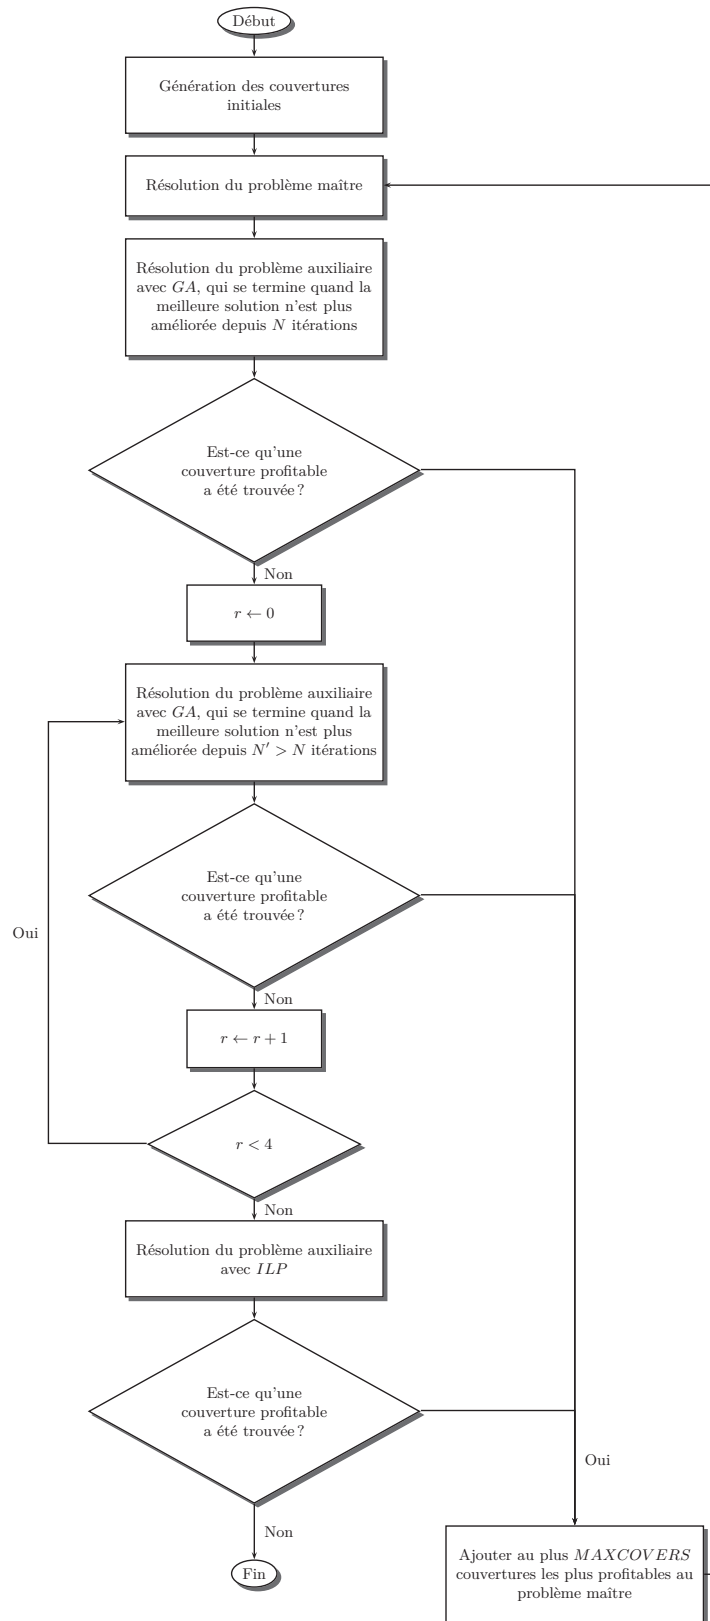 Début
Génération des couvertures
initiales
Résolution du problème maître
Résolution du problème auxiliaire
avec GA, qui se termine quand la
meilleure solution n'est plus
améliorée depuis N itérations
Est-ce qu'une
couverture profitable
a été trouvée ?
Non
r ← 0
Résolution du problème auxiliaire
avec GA, qui se termine quand la
meilleure solution n'est plus
améliorée depuis N′ > N itérations
Est-ce qu'une
couverture profitable
a été trouvée ?
Oui
Non
r ← r + 1
r < 4
Non
Résolution du problème auxiliaire
avec ILP
Est-ce qu'une
couverture profitable
a été trouvée ?
Oui
Non
Fin
Ajouter au plus MAXCOVERS
couvertures les plus profitables au
problème maître